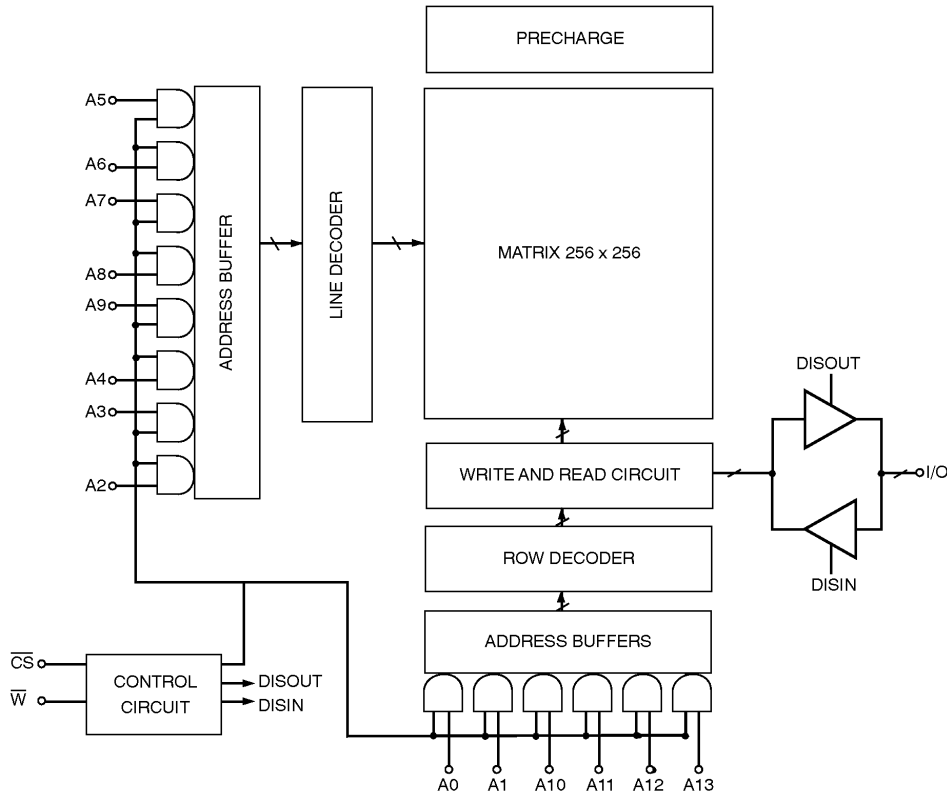 PRECHARGE
A5
A6
A7
A8
A9
A4
A3
A2
ADDRESS BUFFER
LINE DECODER
MATRIX 256 x 256
DISOUT
WRITE AND READ CIRCUIT
I/O
ROW DECODER
DISIN
ADDRESS BUFFERS
C̅S̅
W̅
CONTROL
CIRCUIT
DISOUT
DISIN
A0 A1 A10 A11 A12 A13